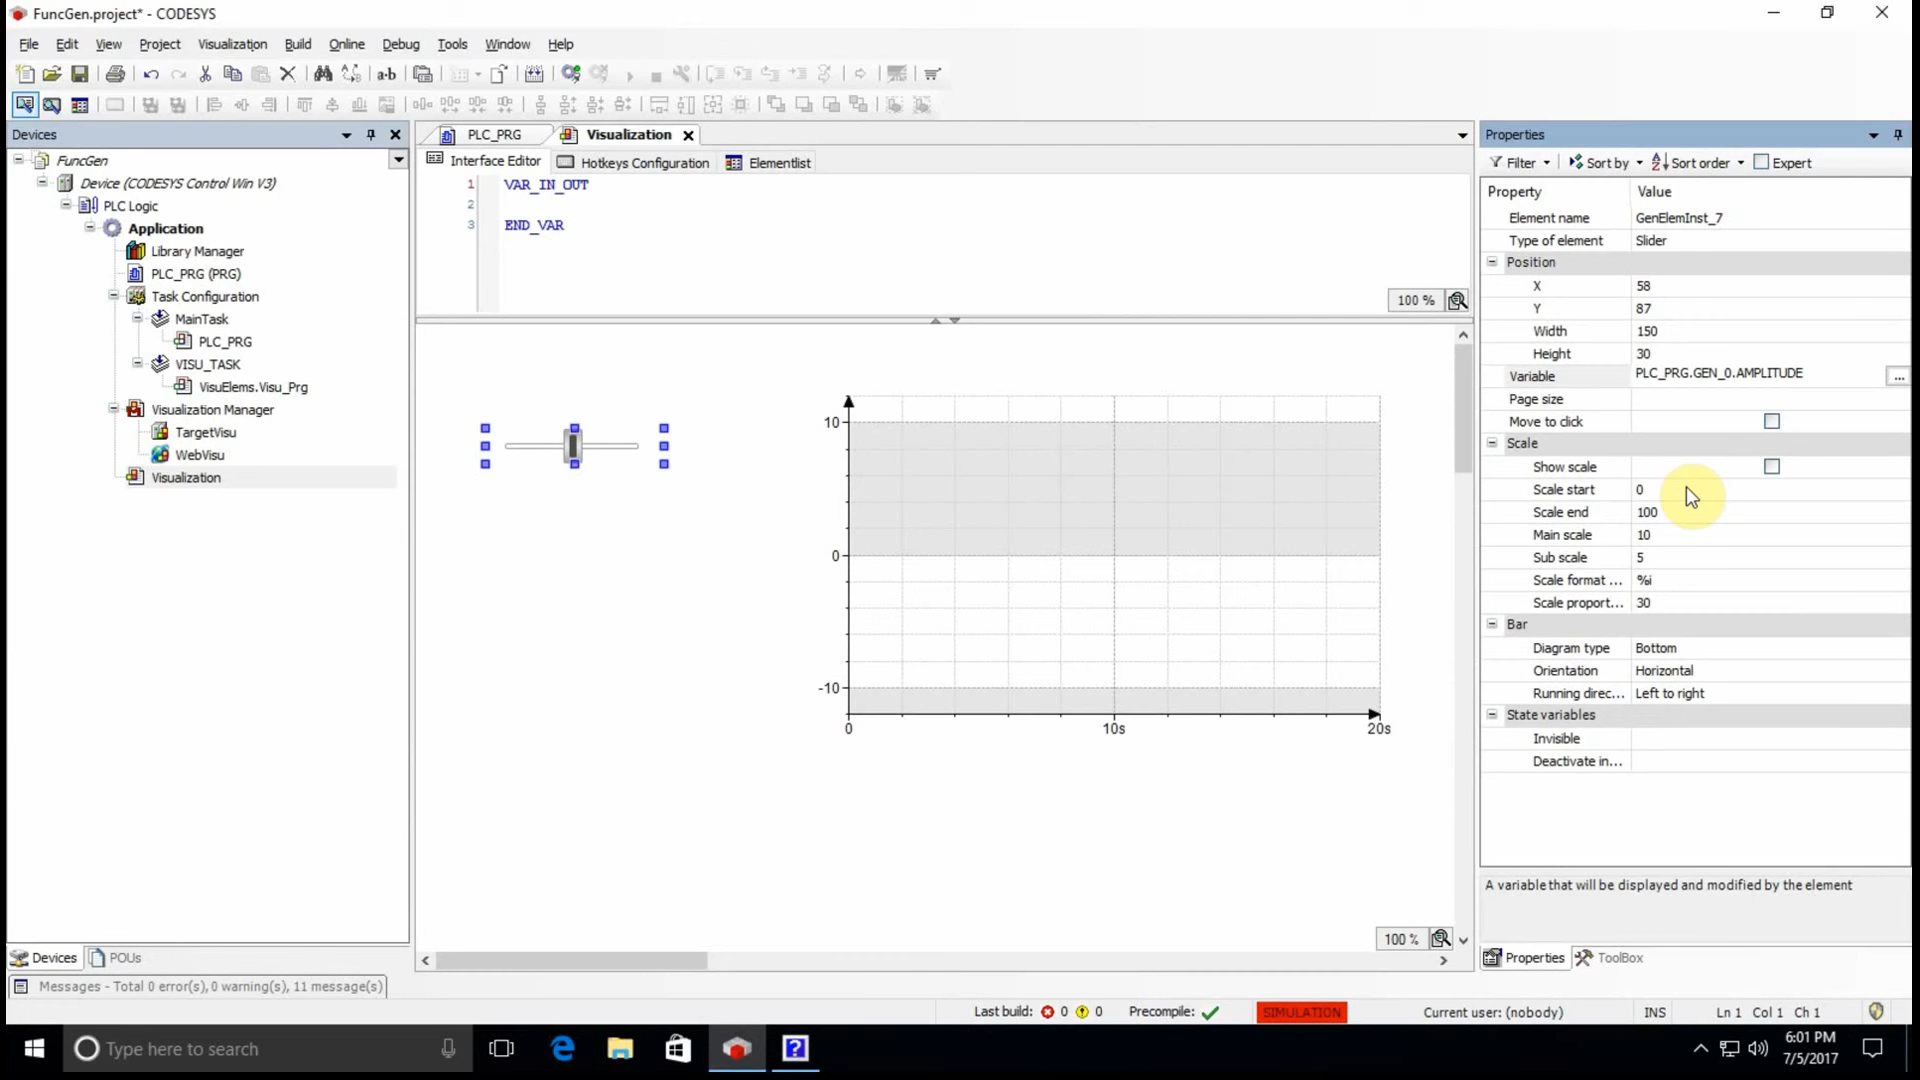 FuncGen.project* - CODESYS
File Edit View Project Visualization Build Online Debug Tools Window Help
Devices
FuncGen
Device (CODESYS Control Win V3)
PLC Logic
Application
Library Manager
PLC_PRG (PRG)
Task Configuration
MainTask
PLC_PRG
VISU_TASK
VisuElems.Visu_Prg
Visualization Manager
TargetVisu
WebVisu
Visualization
Devices POUs
PLC_PRG Visualization
Interface Editor Hotkeys Configuration Elementlist
1 VAR_IN_OUT
2
3 END_VAR
100 %
10
0
-10
0 10s 20s
100 %
Properties
Filter Sort by Sort order Expert
Property Value
Element name GenElemInst_7
Type of element Slider
Position
X 58
Y 87
Width 150
Height 30
Variable PLC_PRG.GEN_0.AMPLITUDE ...
Page size
Move to click
Scale
Show scale
Scale start 0
Scale end 100
Main scale 10
Sub scale 5
Scale format ... %i
Scale proport... 30
Bar
Diagram type Bottom
Orientation Horizontal
Running direc... Left to right
State variables
Invisible
Deactivate in...
A variable that will be displayed and modified by the element
Properties ToolBox
Messages - Total 0 error(s), 0 warning(s), 11 message(s)
Last build: 0 0 Precompile: SIMULATION Current user: (nobody) INS Ln 1 Col 1 Ch 1
Type here to search
6:01 PM
7/5/2017